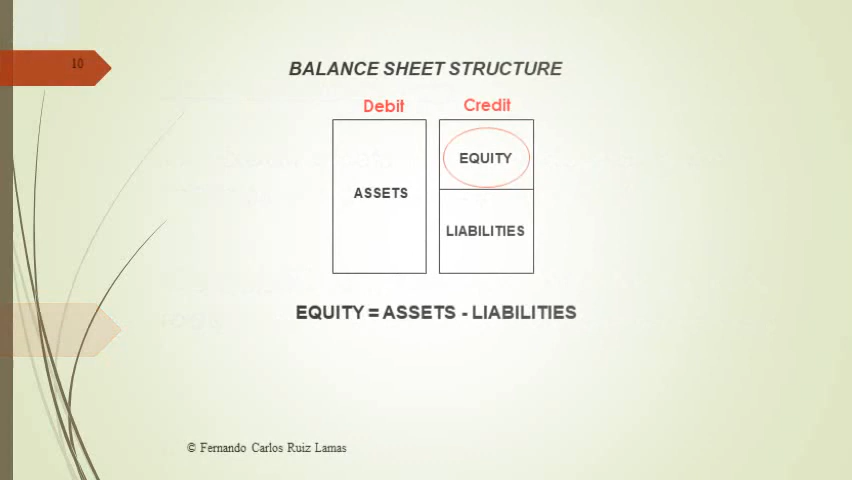 10
BALANCE SHEET STRUCTURE
Debit
Credit
EQUITY
ASSETS
LIABILITIES
EQUITY = ASSETS - LIABILITIES
© Fernando Carlos Ruiz Lamas